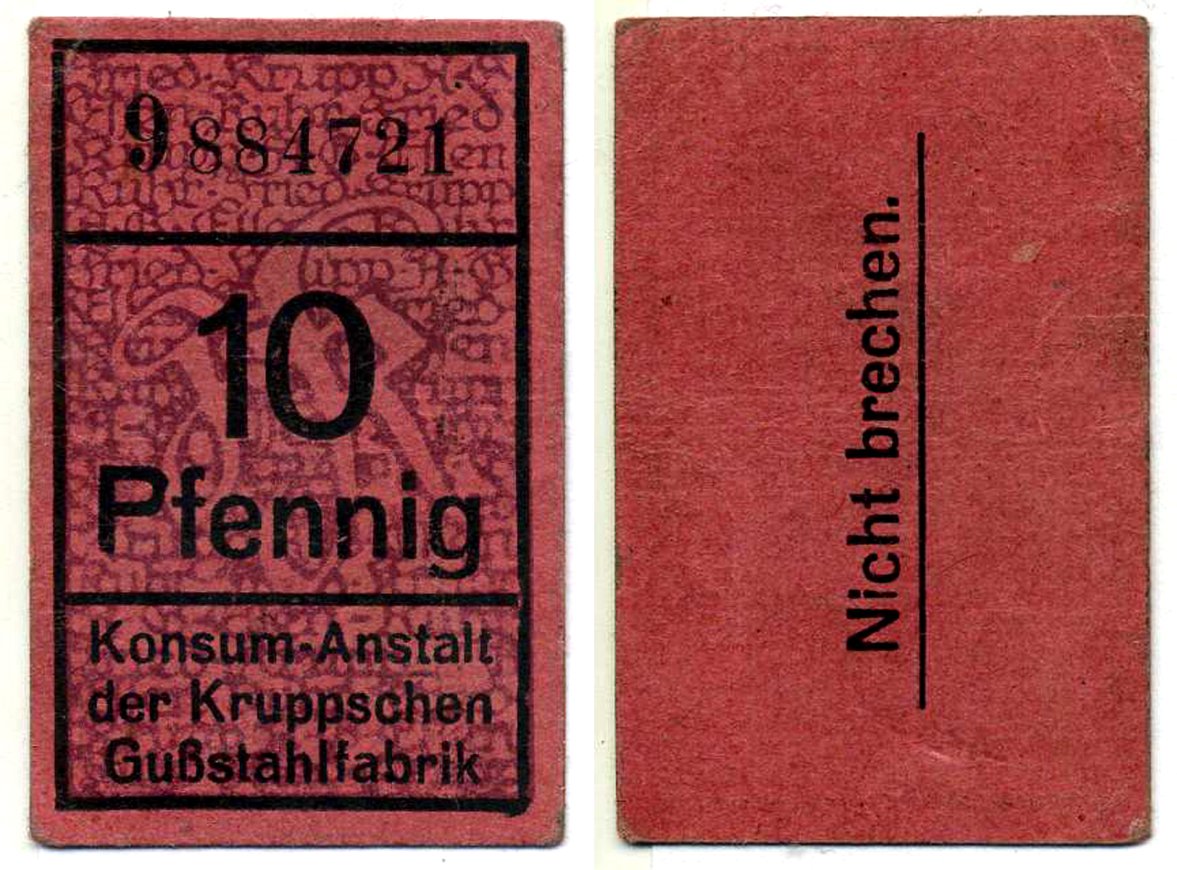 9884721
10
Pfennig
Konsum-Anstalt
der Kruppschen
Gußstahlfabrik
Nicht brechen.